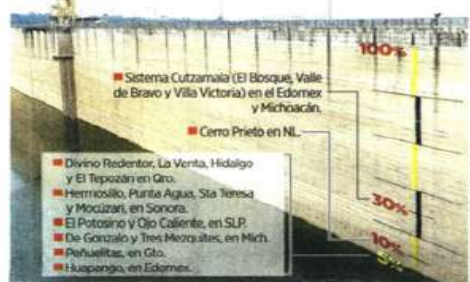 100%
Sistema Cutzamala (El Bosque, Valle
de Bravo y Villa Victoria) en el Edomex
y Michoacán.
Cerro Prieto en NL.
Divino Redentor, La Venta, Hidalgo
y El Tepozán en Qro.
Hermosillo, Punta Agua, Sta Teresa
y Mocúzari, en Sonora.
El Potosino y Ojo Caliente, en SLP.
De Gonzalo y Tres Mezquites, en Mich.
Peñuelitas, en Gto.
Huapango, en Edomex.
30%
10%